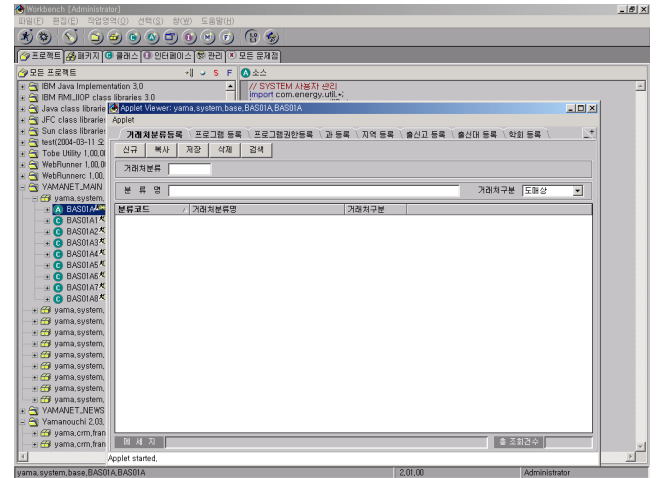 Workbench [Administrator]
파일(F) 편집(E) 작업영역(O) 선택(S) 창(W) 도움말(H)
프로젝트 패키지 클래스 인터페이스 관리 모든 문제점
모든 프로젝트 S F 소스
IBM Java Implementation 3,0 // SYSTEM 사용자 관리
IBM RMI_IIOP class libraries 3.0 import com.energy.util.*;
Java class librarie
Applet Viewer: yama,system,base,BAS01A,BAS01A
JFC class libraries
Applet
Sun class libraries
거래처분류등록 프로그램 등록 프로그램권한등록 과 등록 지역 등록 출신고 등록 출신대 등록 학회 등록
test(2004-03-11 오
신규 복사 저장 삭제 검색
Tobe Utility 1,00,0
WebRunner 1,00,0
거래처분류
WebRunnerc 1,00,
YAMANET_MAIN
분 류 명 거래처구분 도매상
yama,system,
BAS01A
분류코드 거래처분류명 거래처구분
BAS01A1
BAS01A2
BAS01A3
BAS01A4
BAS01A5
BAS01A6
BAS01A7
BAS01A8
yama,system,
yama,system,
yama,system,
yama,system,
yama,system,
yama,system,
yama,system,
yama,system,
yama,system,
YAMANET_NEWS
Yamanouchi 2,03,
yama,crm,fran
yama,crm,fran
메 세 지 총 조회건수
Applet started,
yama,system,base,BAS01A,BAS01A 2,01,00 Administrator